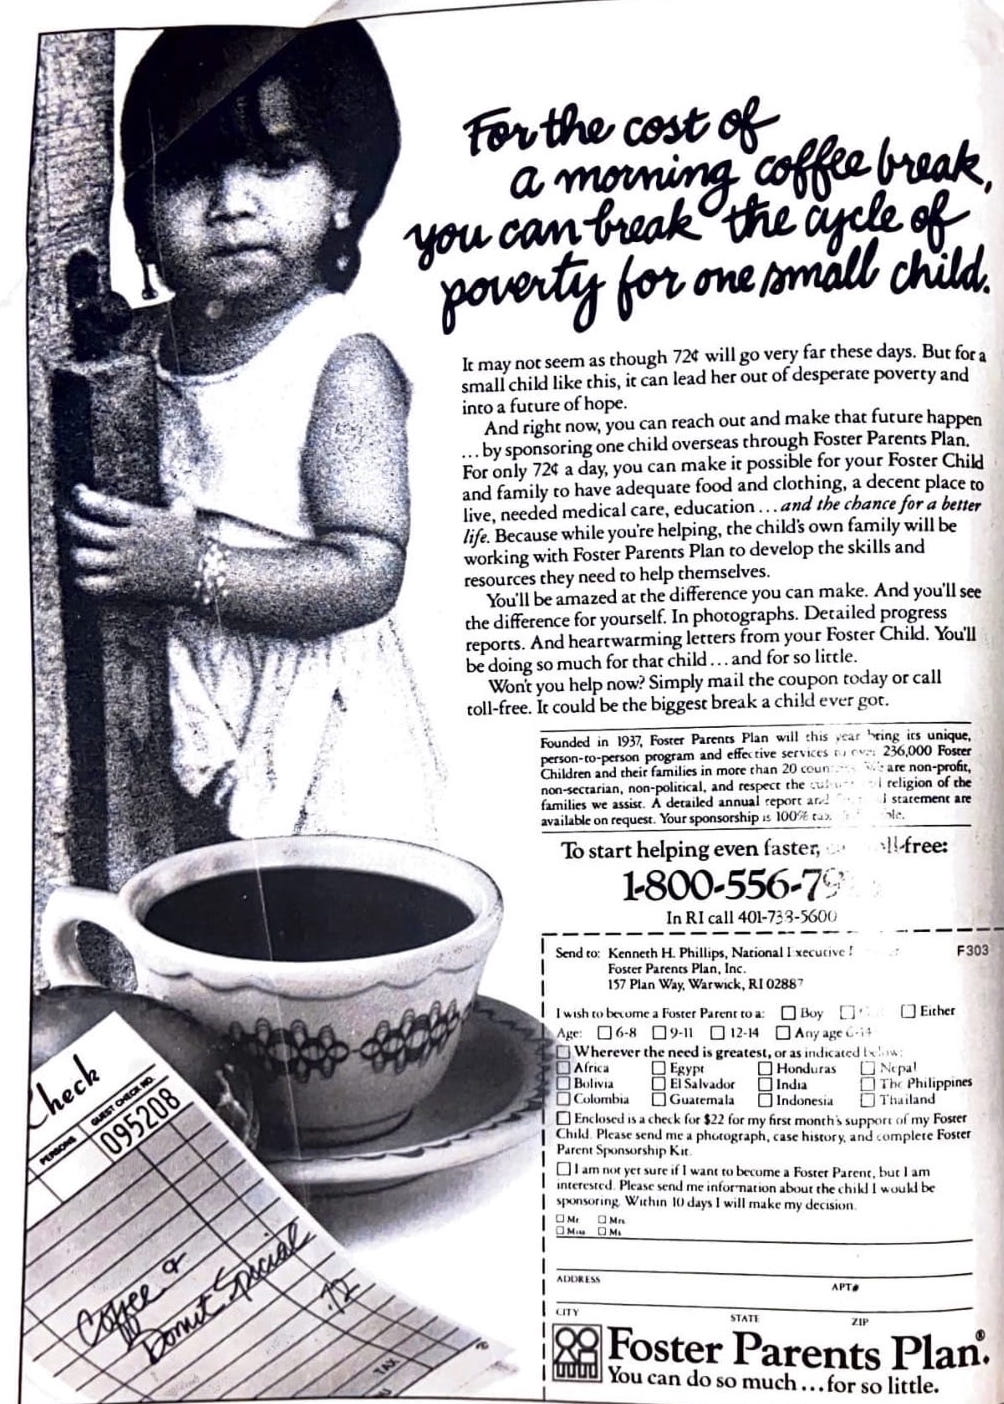 For the cost of
a morning coffee break,
you can break the cycle of
poverty for one small child.
It may not seem as though 72¢ will go very far these days. But for a
small child like this, it can lead her out of desperate poverty and
into a future of hope.
And right now, you can reach out and make that future happen
...by sponsoring one child overseas through Foster Parents Plan.
For only 72¢ a day, you can make it possible for your Foster Child
and family to have adequate food and clothing, a decent place to
live, needed medical care, education...and the chance for a better
life. Because while you're helping, the child's own family will be
working with Foster Parents Plan to develop the skills and
resources they need to help themselves.
You'll be amazed at the difference you can make. And you'll see
the difference for yourself. In photographs. Detailed progress
reports. And heartwarming letters from your Foster Child. You'll
be doing so much for that child...and for so little.
Won't you help now? Simply mail the coupon today or call
toll-free. It could be the biggest break a child ever got.
Founded in 1937, Foster Parents Plan will this year bring its unique,
person-to-person program and effective services 236,000 Foster
Children and their families in more than 20 are non-profit,
non-sectarian, non-political, and respect the religion of the
families we assist. A detailed annual report and statement are
available on request. Your sponsorship is 100%
To start helping even faster,
1-800-556-79
In RI call 401-738-5600
Send to: Kenneth H. Phillips, National Executive F303
Foster Parents Plan, Inc.
157 Plan Way, Warwick, RI 02887
I wish to become a Foster Parent to a: ☐ Boy ☐ ☐ Either
Age: ☐ 6-8 ☐ 9-11 ☐ 12-14 ☐ Any age 6-14
☐ Wherever the need is greatest, or as indicated below:
☐ Africa ☐ Egypt ☐ Honduras ☐ Nepal
☐ Bolivia ☐ El Salvador ☐ India ☐ The Philippines
☐ Colombia ☐ Guatemala ☐ Indonesia ☐ Thailand
☐ Enclosed is a check for $22 for my first month's support of my Foster
Child. Please send me a photograph, case history, and complete Foster
Parent Sponsorship Kit.
☐ I am not yet sure if I want to become a Foster Parent, but I am
interested. Please send me information about the child I would be
sponsoring. Within 10 days I will make my decision.
☐ Mr ☐ Mrs
☐ Miss ☐ Ms
ADDRESS APT#
CITY STATE ZIP
Foster Parents Plan.®
You can do so much...for so little.
Check
PERSONS GUEST CHECK NO.
095208
Coffee &
Donut Special .72
TAX